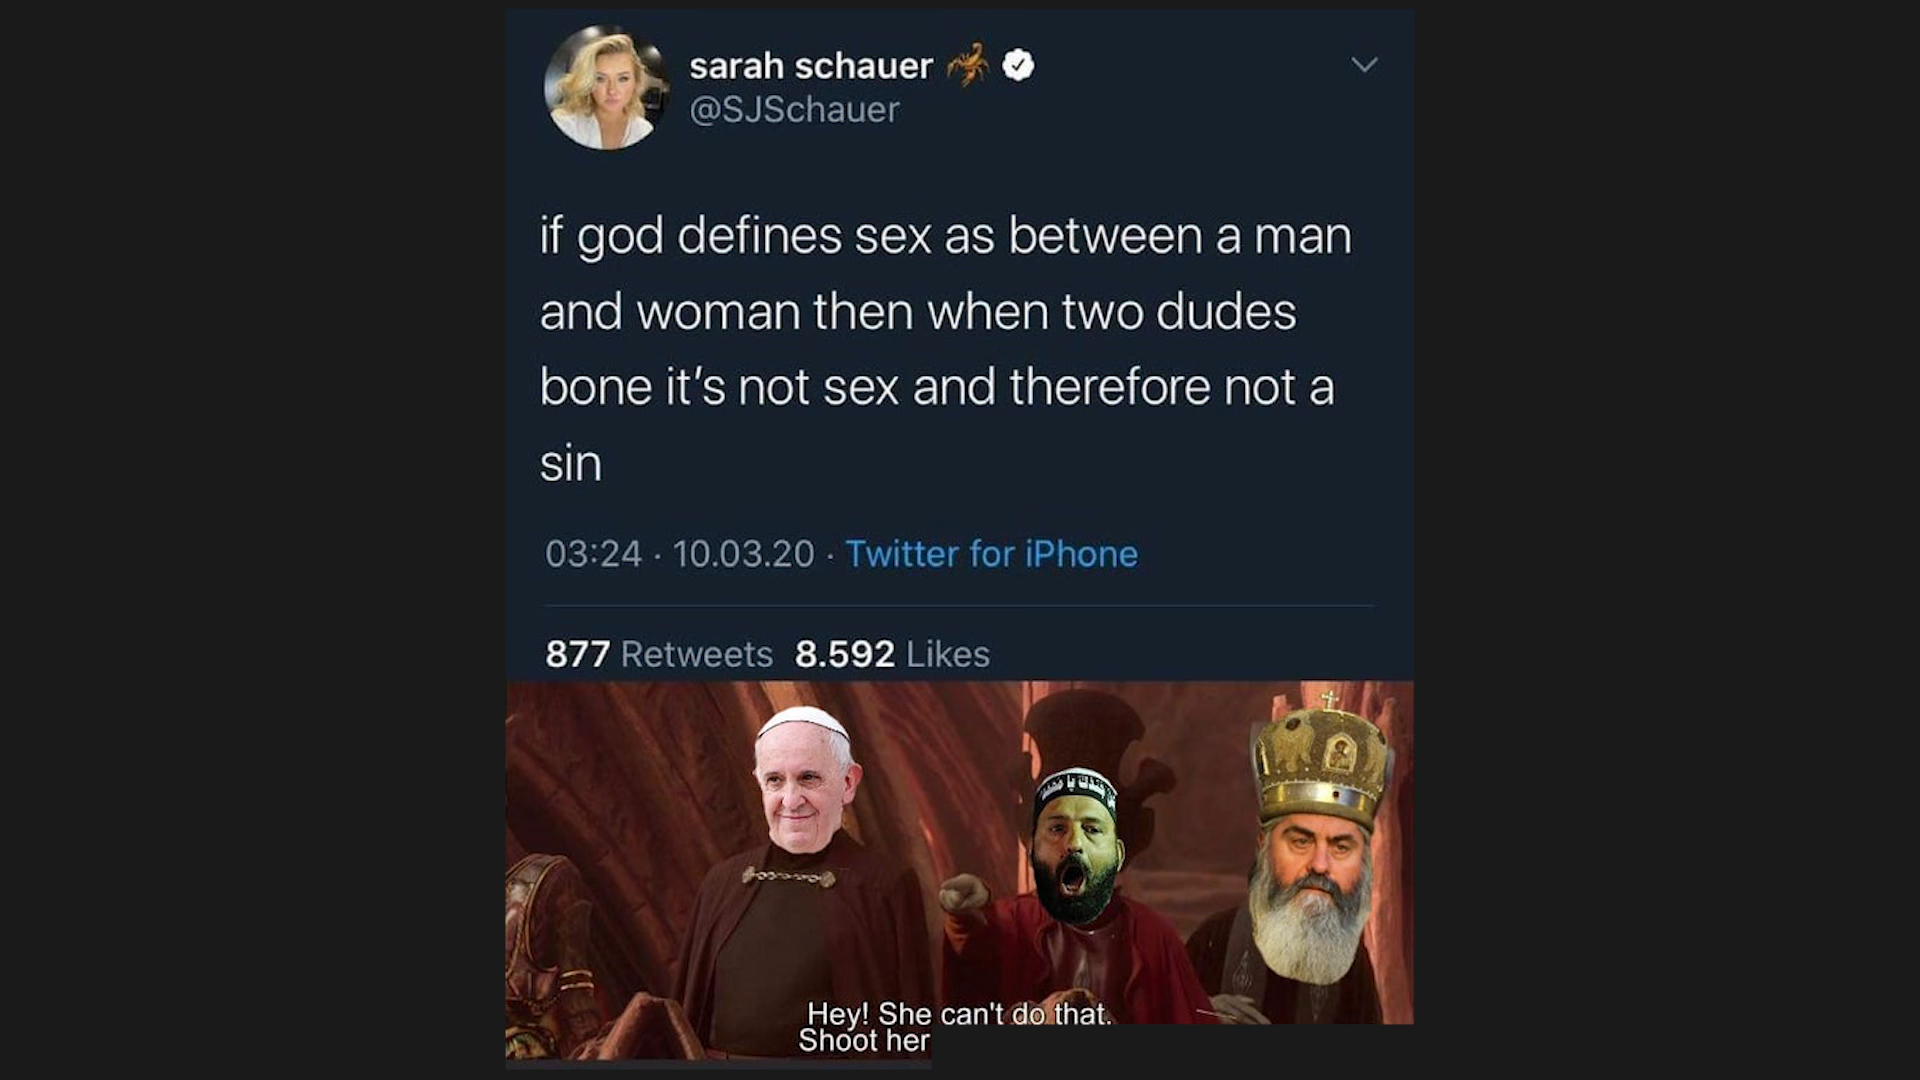 sarah schauer
@SJSchauer
if god defines sex as between a man
and woman then when two dudes
bone it's not sex and therefore not a
sin
03:24 · 10.03.20 · Twitter for iPhone
877 Retweets 8.592 Likes
Hey! She can't do that.
Shoot her